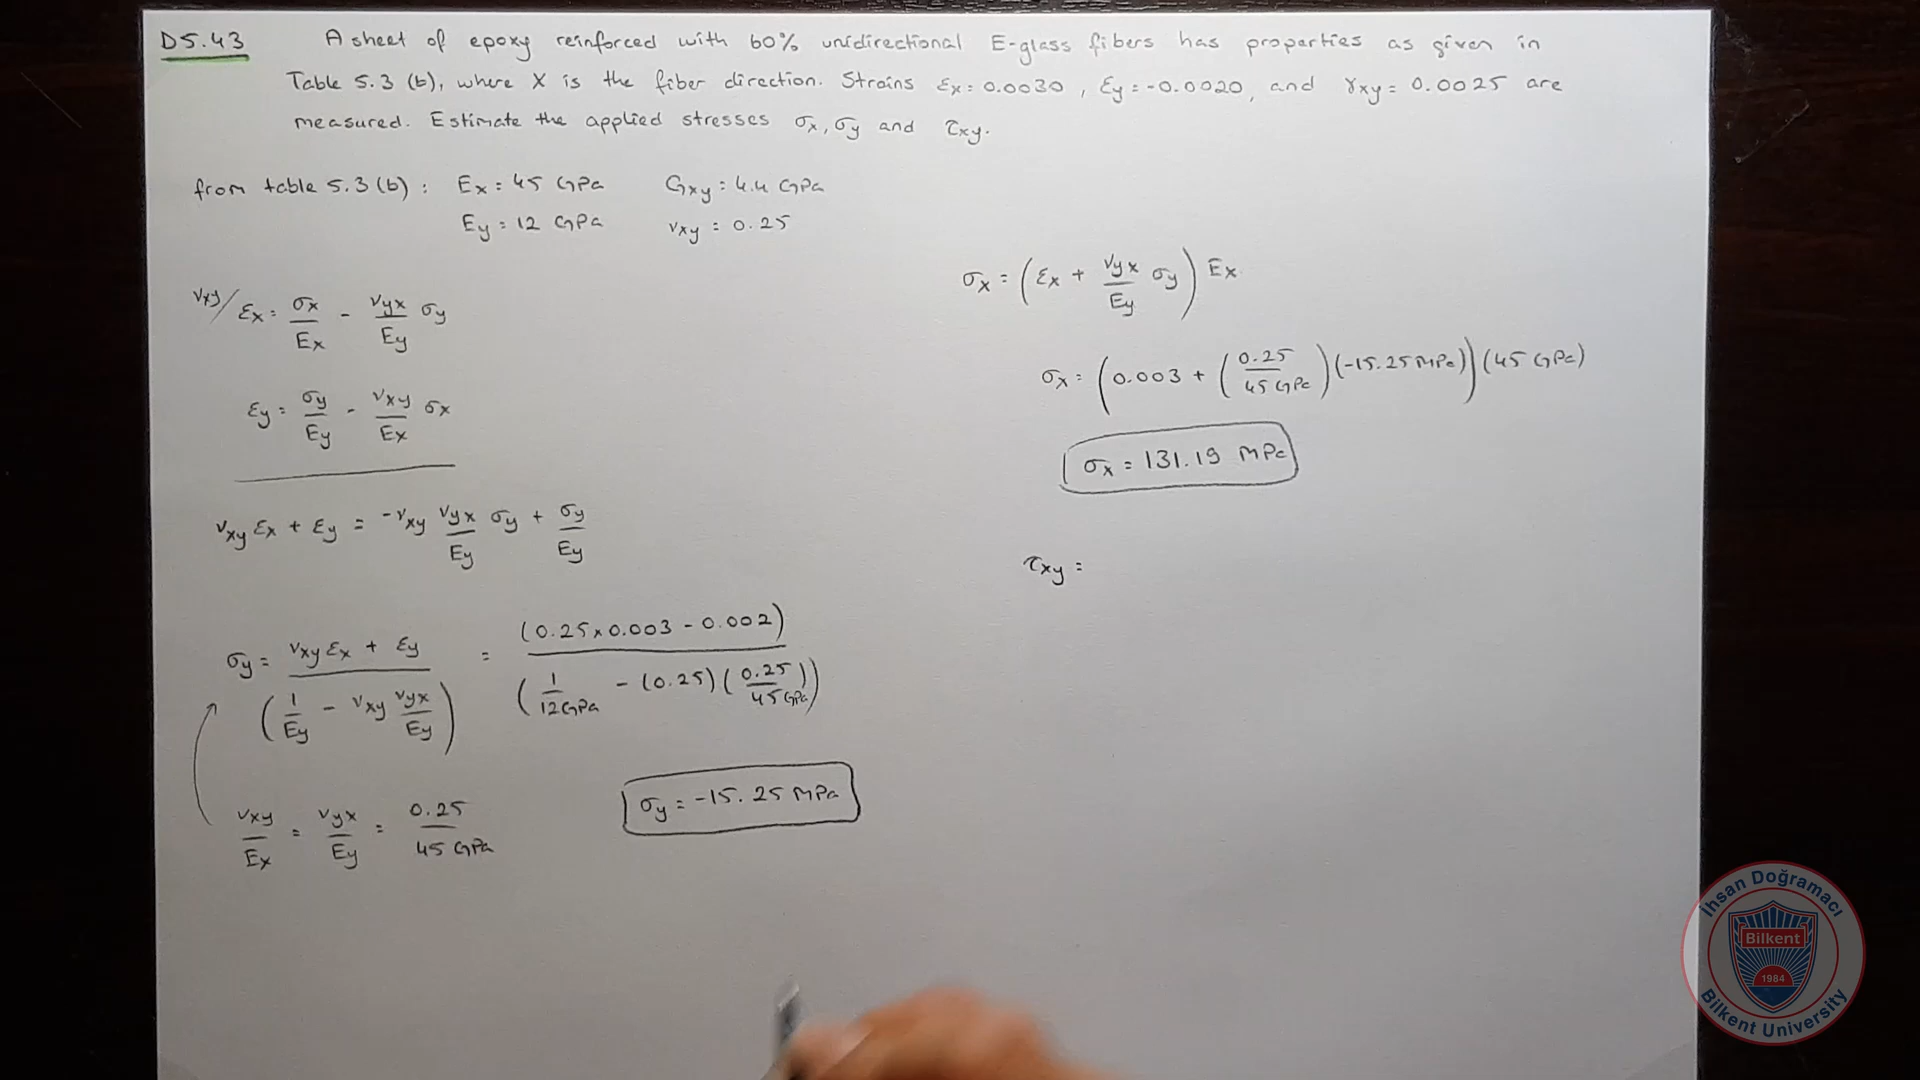 D5.43 A sheet of epoxy reinforced with 60% unidirectional E-glass fibers has properties as given in
Table 5.3 (b), where X is the fiber direction. Strains εx = 0.0030, εy = -0.0020, and γxy = 0.0025 are
measured. Estimate the applied stresses σx, σy and τxy.
from table 5.3 (b) : Ex = 45 GPa Gxy = 4.4 GPa
Ey = 12 GPa νxy = 0.25
νxy/ εx = σx/Ex - νyx/Ey σy
εy = σy/Ey - νxy/Ex σx
νxy εx + εy = -νxy νyx/Ey σy + σy/Ey
σy = (νxy εx + εy)/(1/Ey - νxy νyx/Ey) = (0.25 x 0.003 - 0.002)/(1/12GPa - (0.25)(0.25/45GPa))
νxy/Ex = νyx/Ey = 0.25/45 GPa
σy = -15.25 MPa
σx = (εx + νyx/Ey σy) Ex
σx = (0.003 + (0.25/45 GPa)(-15.25 MPa))(45 GPa)
σx = 131.19 MPa
τxy =
İhsan Doğramacı
Bilkent
1984
Bilkent University